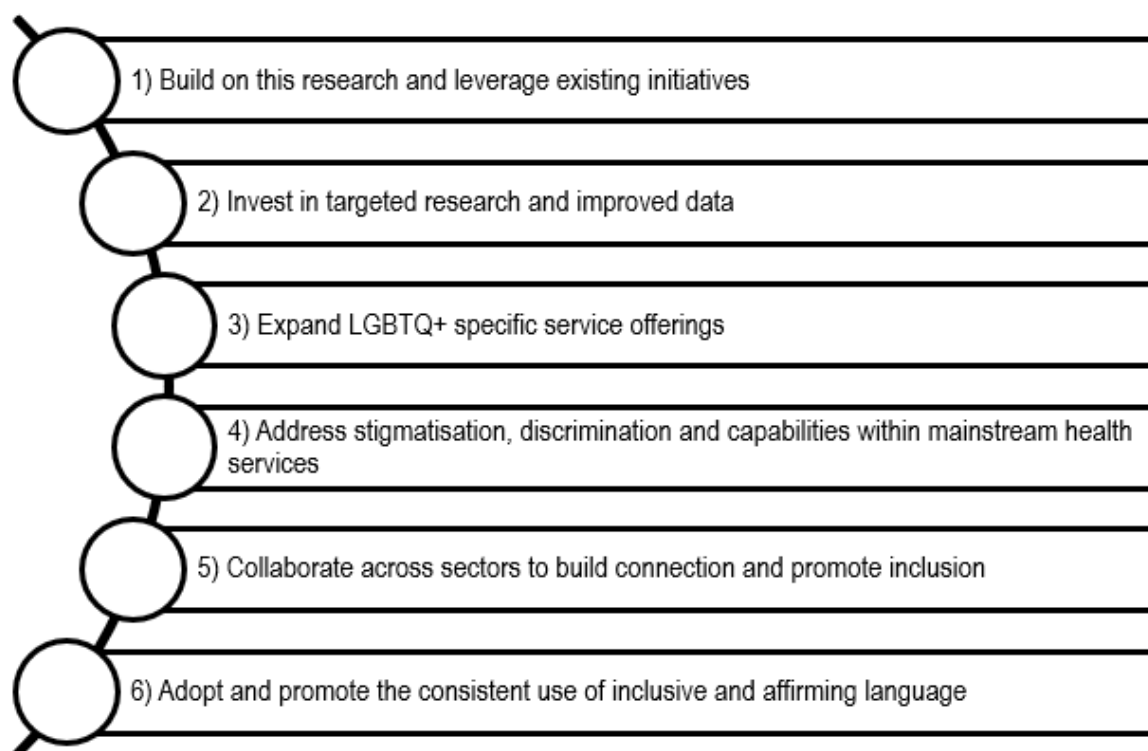 1) Build on this research and leverage existing initiatives
2) Invest in targeted research and improved data
3) Expand LGBTQ+ specific service offerings
4) Address stigmatisation, discrimination and capabilities within mainstream health
services
5) Collaborate across sectors to build connection and promote inclusion
6) Adopt and promote the consistent use of inclusive and affirming language